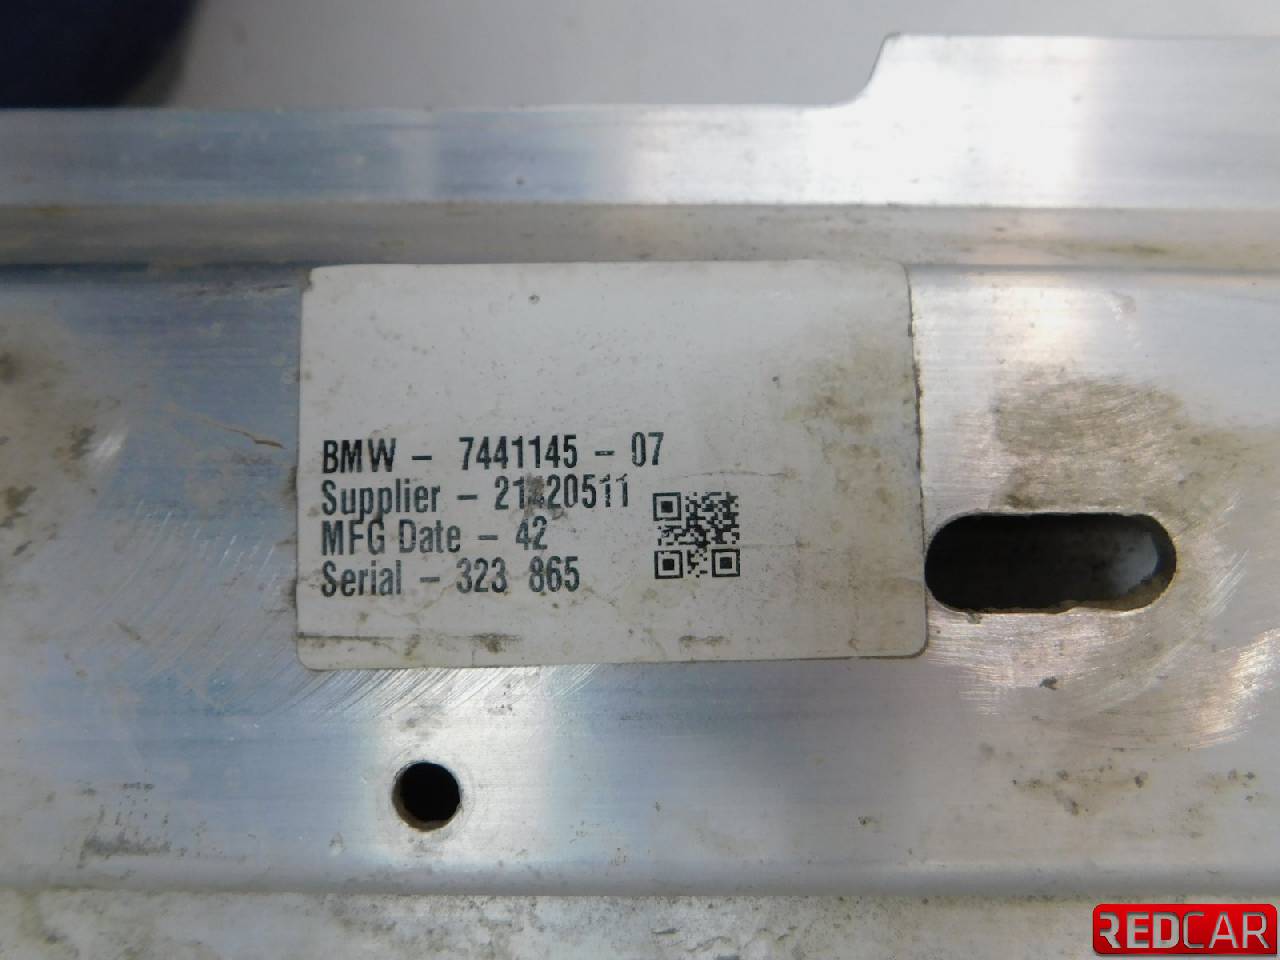 BMW - 7441145 - 07
Supplier -
MFG Date - 42
Serial - 323 865
REDCAR